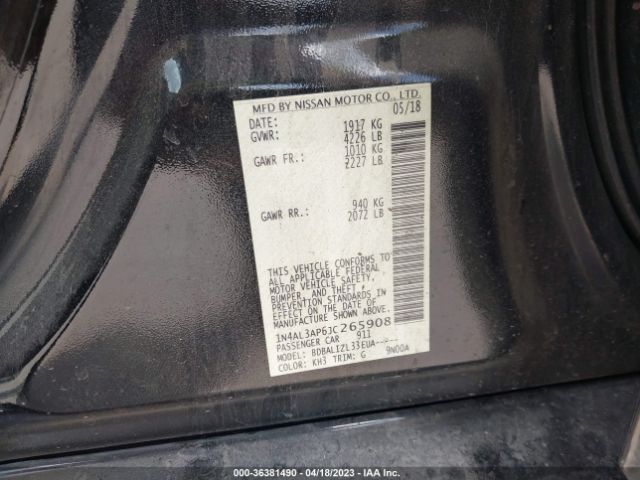 MFD BY NISSAN MOTOR CO., LTD.
DATE: 05/18
GVWR: 1917 KG
4226 LB
GAWR FR.: 1010 KG
2227 LB
GAWR RR.: 940 KG
2072 LB
THIS VEHICLE CONFORMS TO
ALL APPLICABLE FEDERAL
MOTOR VEHICLE SAFETY,
BUMPER, AND THEFT
PREVENTION STANDARDS IN
EFFECT ON THE DATE OF
MANUFACTURE SHOWN ABOVE.
1N4AL3AP6JC265908
PASSENGER CAR 911
MODEL: BDBALIZL33EUA-----
COLOR: KH3 TRIM: G 9N00A
000-36381490 - 04/18/2023 - IAA Inc.